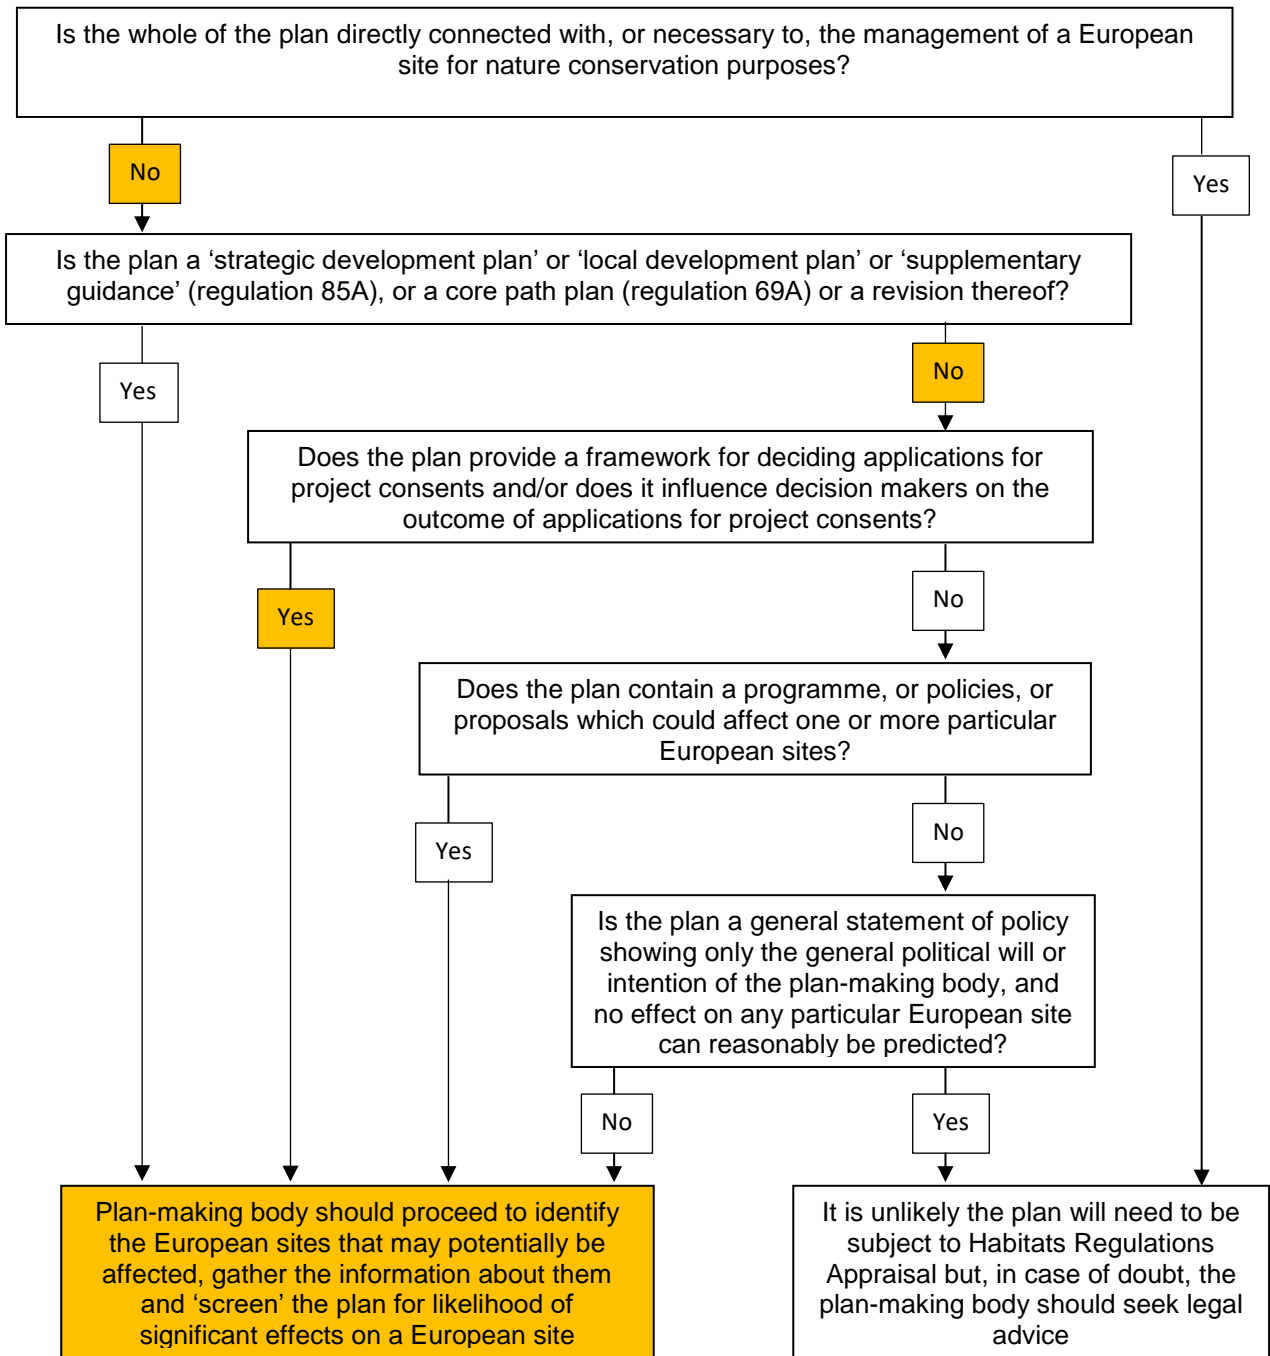 Is the whole of the plan directly connected with, or necessary to, the management of a European
site for nature conservation purposes?
No
Yes
Is the plan a ‘strategic development plan’ or ‘local development plan’ or ‘supplementary
guidance’ (regulation 85A), or a core path plan (regulation 69A) or a revision thereof?
Yes
No
Does the plan provide a framework for deciding applications for
project consents and/or does it influence decision makers on the
outcome of applications for project consents?
Yes
No
Does the plan contain a programme, or policies, or
proposals which could affect one or more particular
European sites?
Yes
No
Is the plan a general statement of policy
showing only the general political will or
intention of the plan-making body, and
no effect on any particular European site
can reasonably be predicted?
No
Yes
Plan-making body should proceed to identify
the European sites that may potentially be
affected, gather the information about them
and ‘screen’ the plan for likelihood of
significant effects on a European site
It is unlikely the plan will need to be
subject to Habitats Regulations
Appraisal but, in case of doubt, the
plan-making body should seek legal
advice